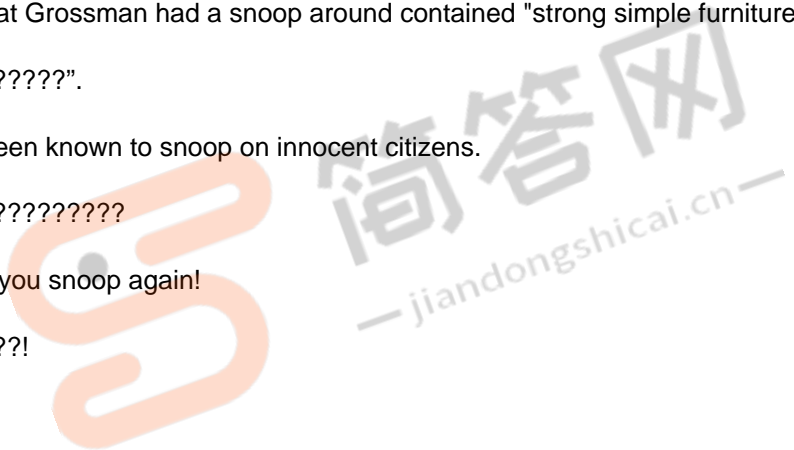 at Grossman had a snoop around contained "strong simple furniture
?????”.
een known to snoop on innocent citizens.
?????????
you snoop again!
??!
简答网
jiandongshicai.cn